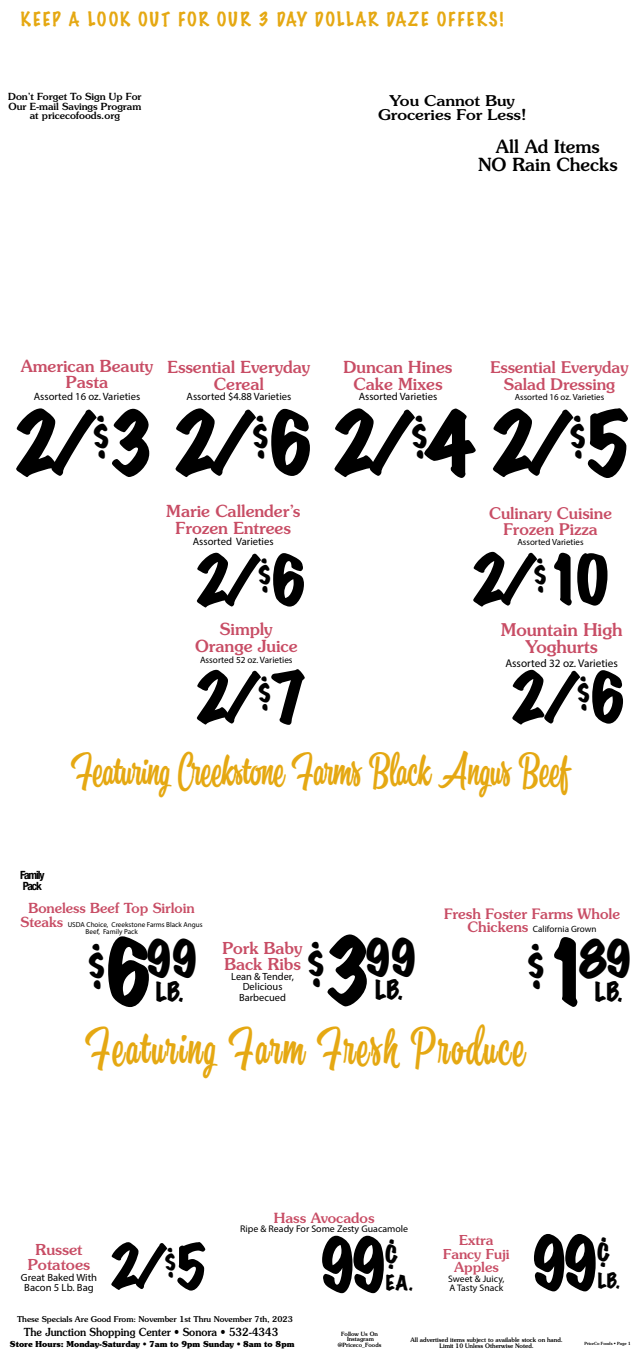 KEEP A LOOK OUT FOR OUR 3 DAY DOLLAR DAZE OFFERS!
Don't Forget To Sign Up For
Our E-mail Savings Program
at pricecofoods.org
You Cannot Buy
Groceries For Less!
All Ad Items
NO Rain Checks
American Beauty
Pasta
Assorted 16 oz. Varieties
2/$3
Essential Everyday
Cereal
Assorted $4.88 Varieties
2/$6
Duncan Hines
Cake Mixes
Assorted Varieties
2/$4
Essential Everyday
Salad Dressing
Assorted 16 oz. Varieties
2/$5
Marie Callender's
Frozen Entrees
Assorted Varieties
2/$6
Culinary Cuisine
Frozen Pizza
Assorted Varieties
2/$10
Simply
Orange Juice
Assorted 52 oz. Varieties
2/$7
Mountain High
Yoghurts
Assorted 32 oz. Varieties
2/$6
Featuring Creekstone Farms Black Angus Beef
Family
Pack
Boneless Beef Top Sirloin
Steaks USDA Choice, Creekstone Farms Black Angus
Beef, Family Pack
$6.99 LB.
Pork Baby
Back Ribs
Lean & Tender,
Delicious
Barbecued
$3.99 LB.
Fresh Foster Farms Whole
Chickens California Grown
$1.89 LB.
Featuring Farm Fresh Produce
Russet
Potatoes
Great Baked With
Bacon 5 Lb. Bag
2/$5
Hass Avocados
Ripe & Ready For Some Zesty Guacamole
99¢ EA.
Extra
Fancy Fuji
Apples
Sweet & Juicy,
A Tasty Snack
99¢ LB.
These Specials Are Good From: November 1st Thru November 7th, 2023
The Junction Shopping Center • Sonora • 532-4343
Store Hours: Monday-Saturday • 7am to 9pm Sunday • 8am to 8pm
Follow Us On
Instagram
@Priceco_Foods
All advertised items subject to available stock on hand.
Limit 10 Unless Otherwise Noted.
PriceCo Foods • Page 1